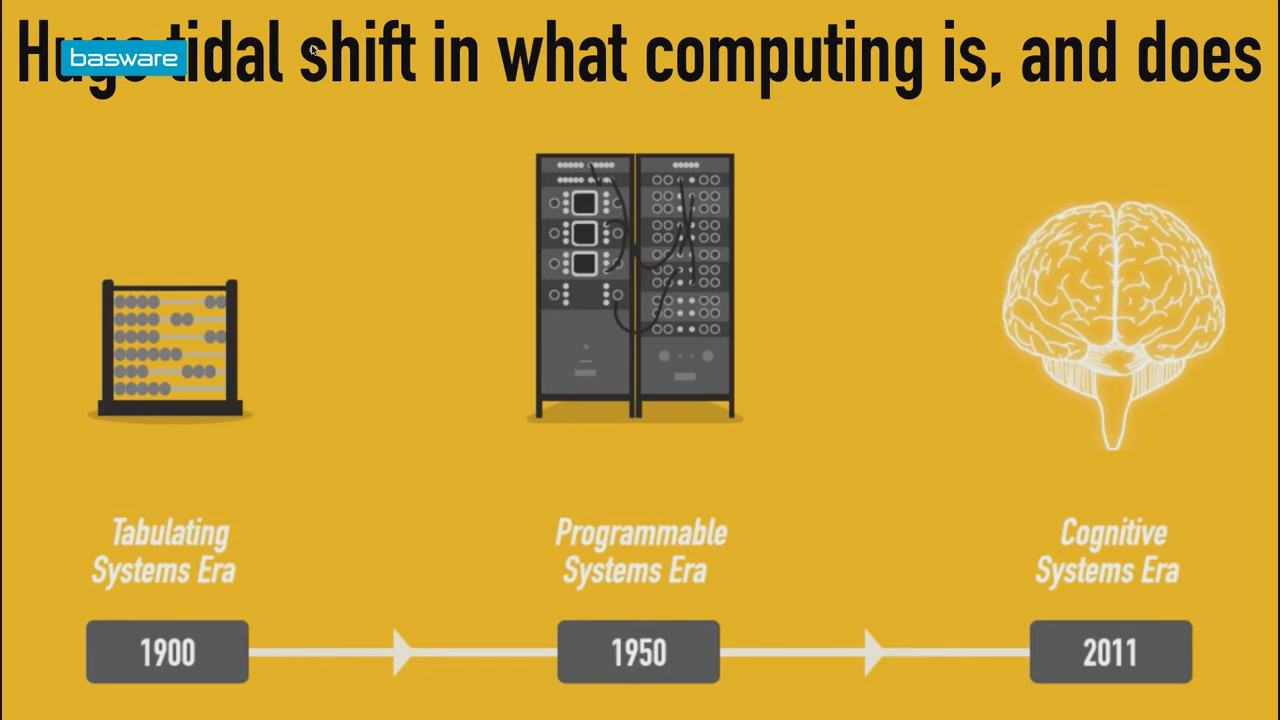 Huge tidal shift in what computing is, and does
basware
Tabulating
Systems Era
Programmable
Systems Era
Cognitive
Systems Era
1900
1950
2011